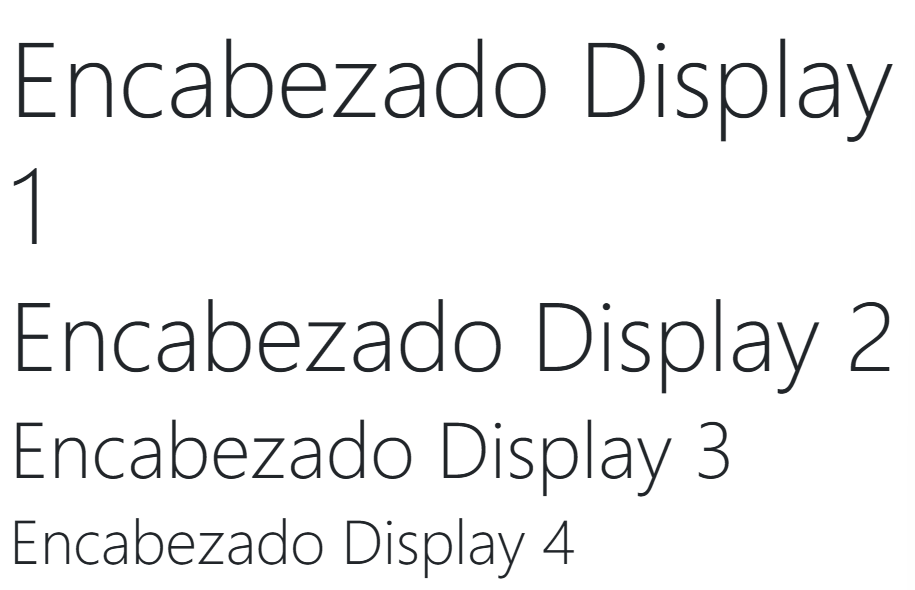 Encabezado Display
1
Encabezado Display 2
Encabezado Display 3
Encabezado Display 4